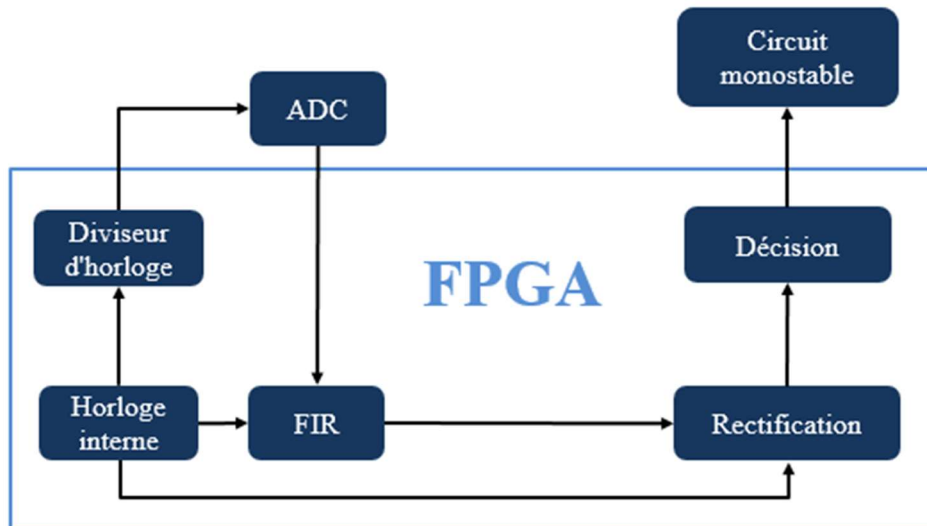 Circuit
monostable
ADC
Diviseur
d'horloge
Décision
FPGA
Horloge
interne
FIR
Rectification